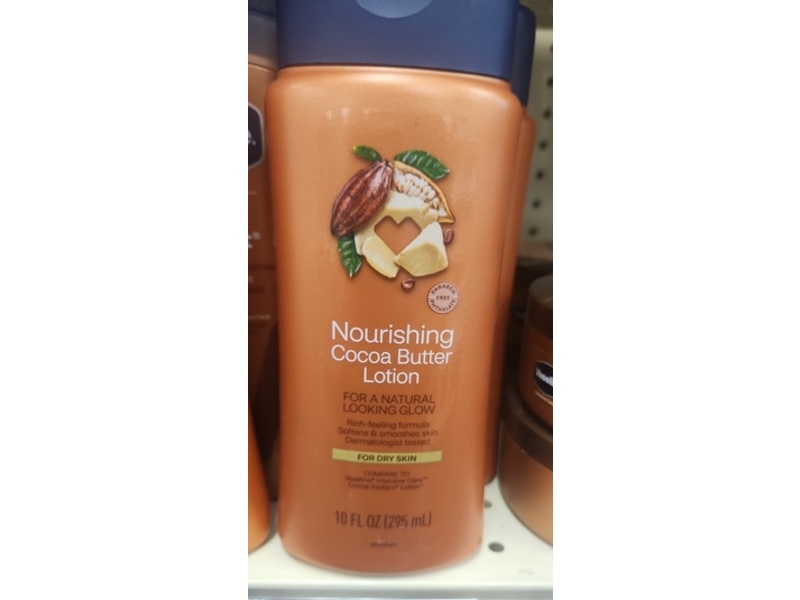 PARABEN
FREE
PHTHALATE
Nourishing
Cocoa Butter
Lotion
FOR A NATURAL
LOOKING GLOW
Rich-feeling formula
Softens & smoothes skin
Dermatologist tested
FOR DRY SKIN
COMPARE TO
Vaseline® Intensive Care™
Cocoa Radiant® Lotion*
10 FL OZ (295 mL)